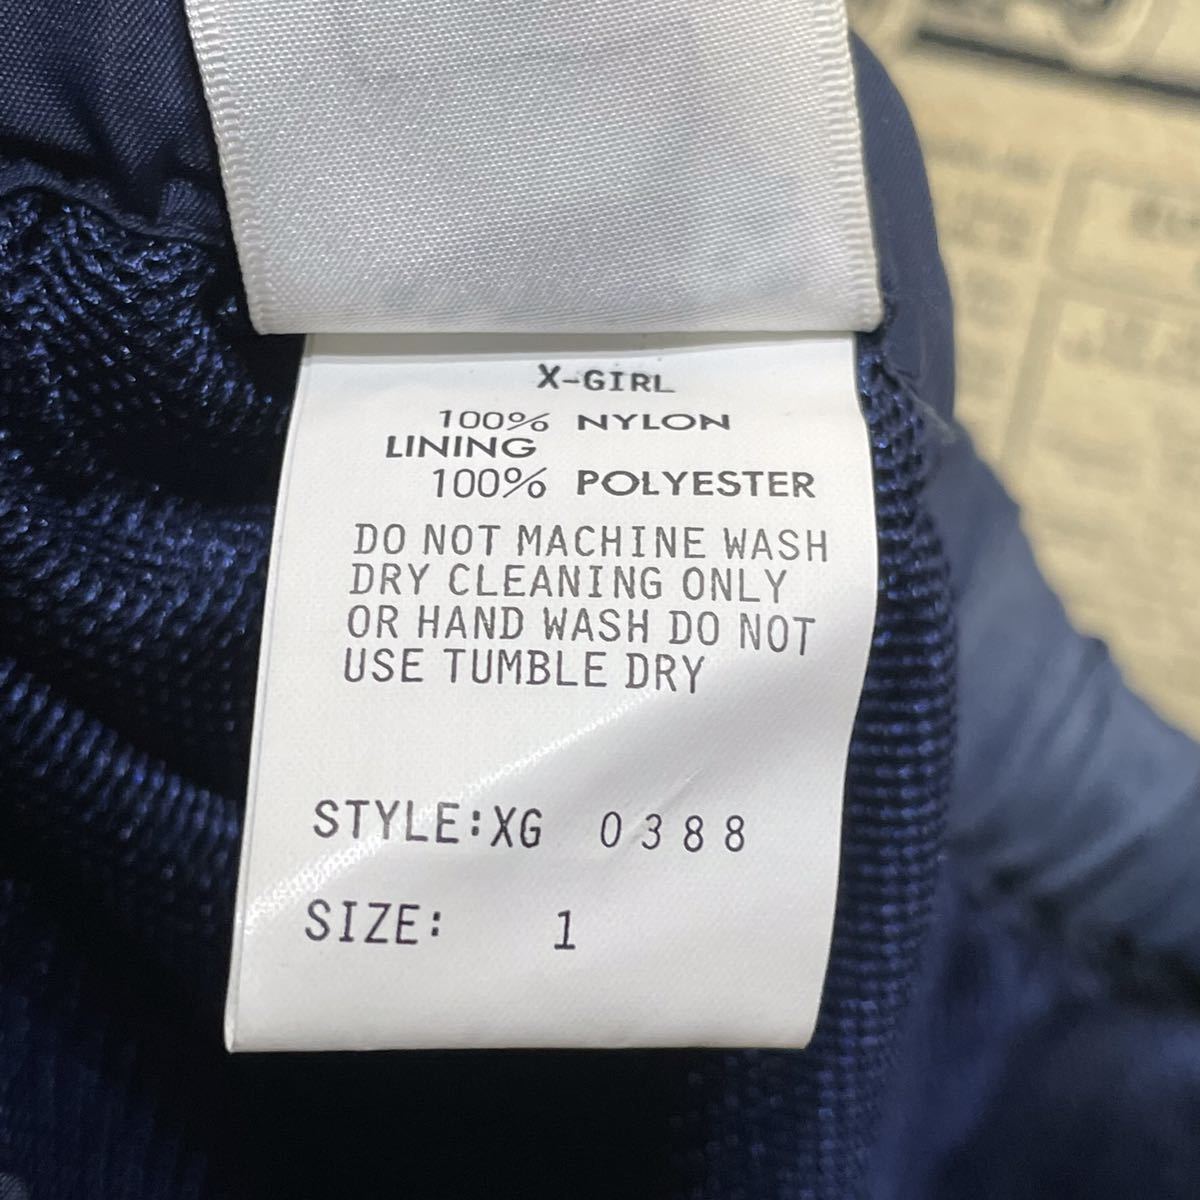 X-GIRL
100% NYLON
LINING
100% POLYESTER
DO NOT MACHINE WASH
DRY CLEANING ONLY
OR HAND WASH DO NOT
USE TUMBLE DRY
STYLE:XG 0388
SIZE: 1